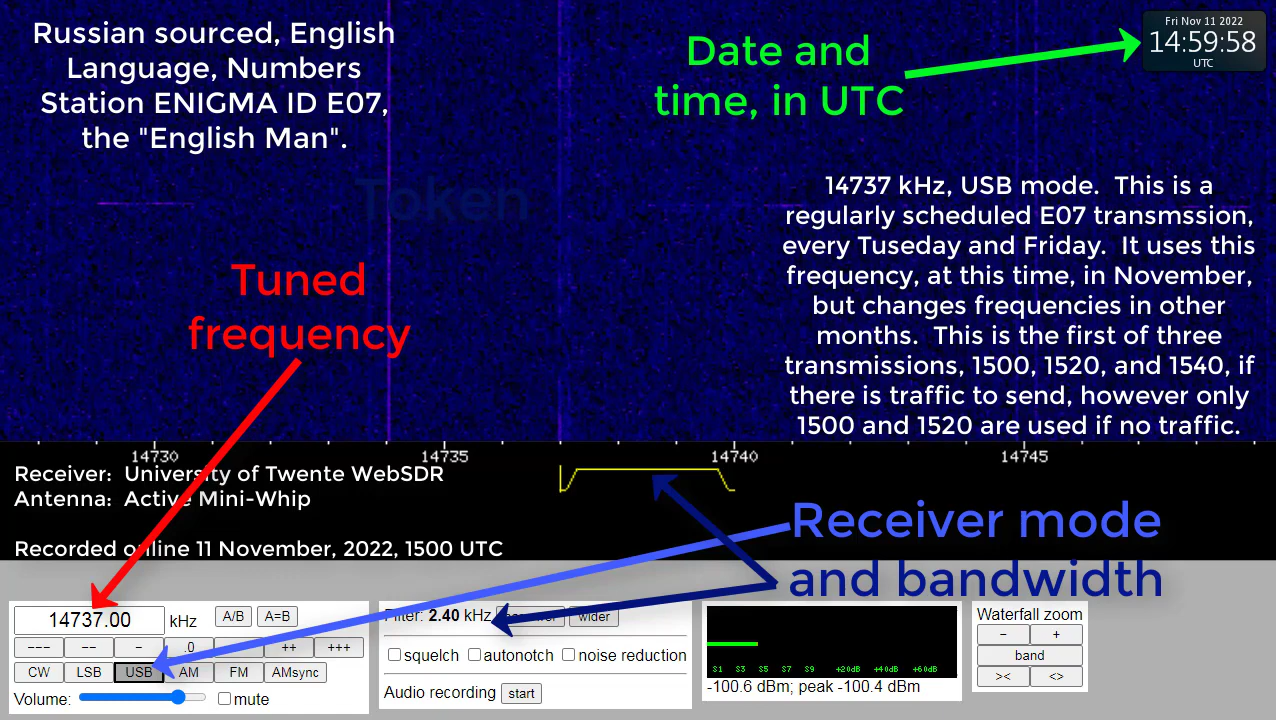 Russian sourced, English
Language, Numbers
Station ENIGMA ID E07,
the "English Man".
Date and
time, in UTC
Fri Nov 11 2022
14:59:58
UTC
Token
14737 kHz, USB mode. This is a
regularly scheduled E07 transmssion,
every Tuseday and Friday. It uses this
frequency, at this time, in November,
but changes frequencies in other
months. This is the first of three
transmissions, 1500, 1520, and 1540, if
there is traffic to send, however only
1500 and 1520 are used if no traffic.
Tuned
frequency
14730
14735
14740
14745
Receiver: University of Twente WebSDR
Antenna: Active Mini-Whip
Recorded online 11 November, 2022, 1500 UTC
Receiver mode
and bandwidth
14737.00 kHz A/B A=B
--- -- - .0 ++ +++
CW LSB USB AM FM AMsync
Volume: mute
Filter: 2.40 kHz wider
squelch autonotch noise reduction
Audio recording start
S1 S3 S5 S7 S9 +20dB +40dB +60dB
-100.6 dBm; peak -100.4 dBm
Waterfall zoom
- +
band
>< <>